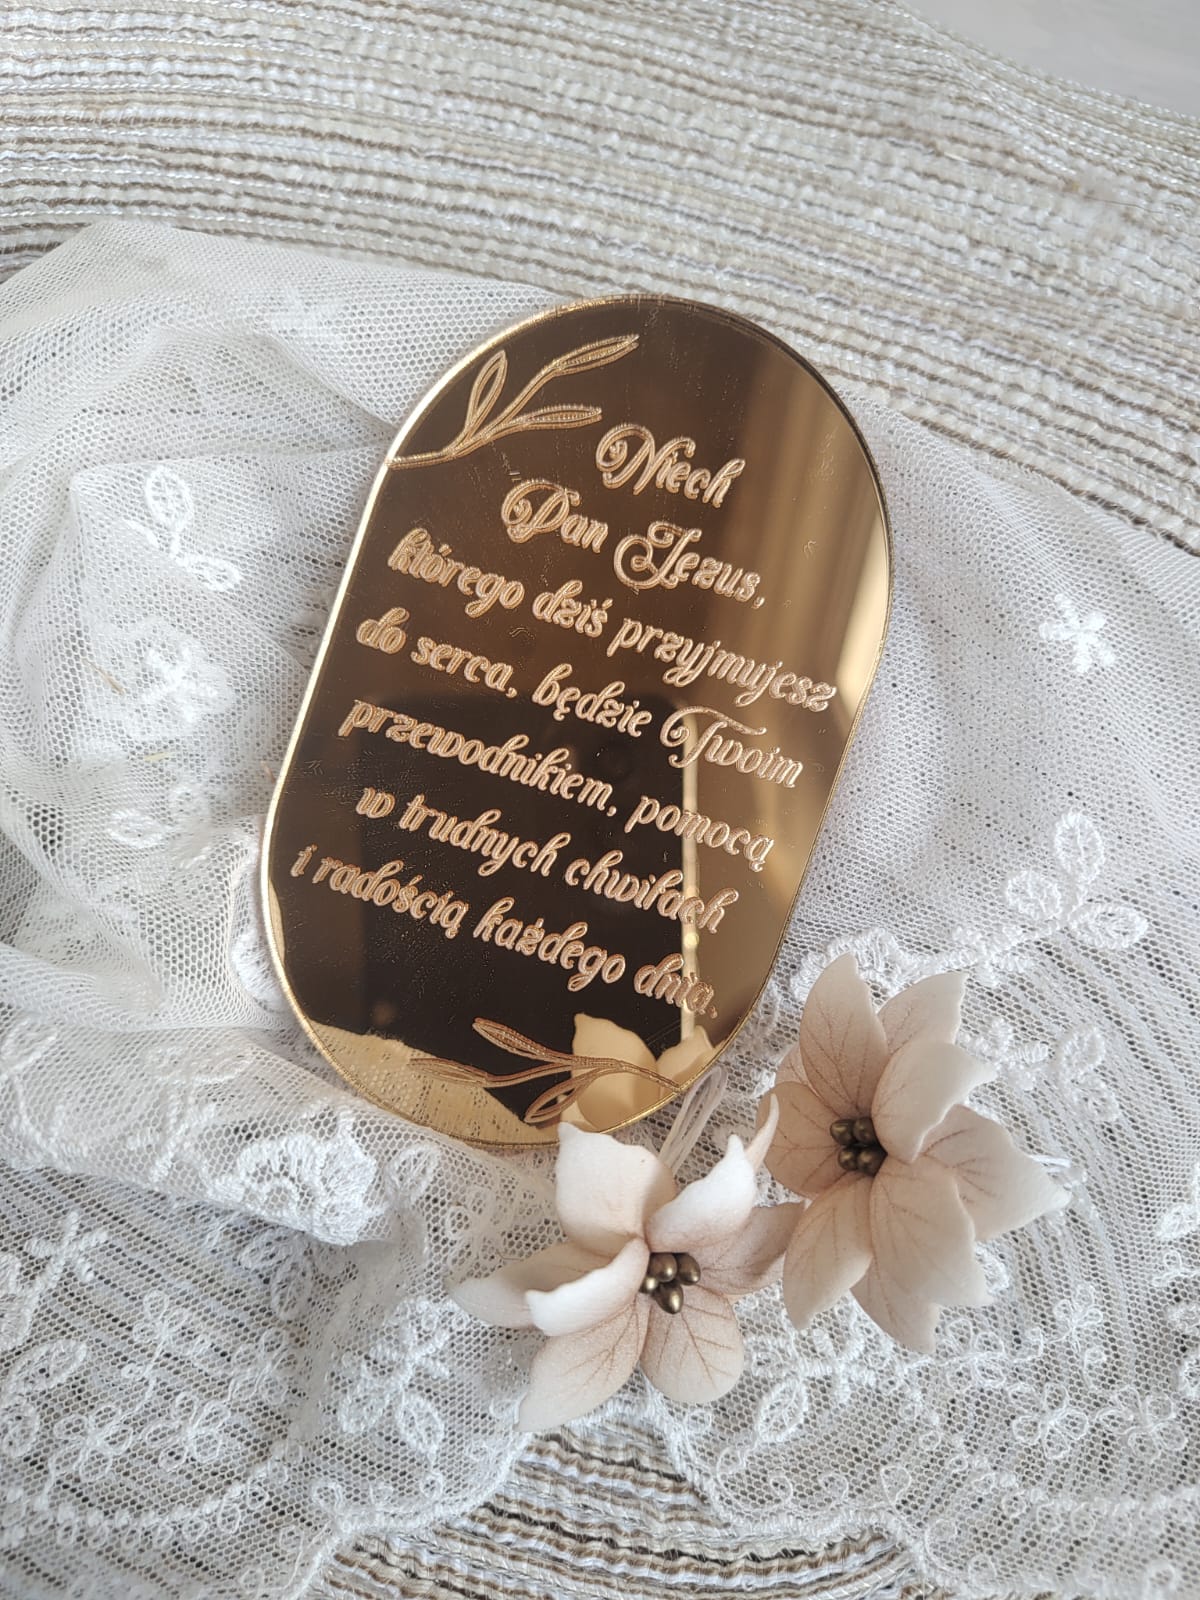 Niech
Pan Jezus,
którego dziś przyjmujesz
do serca, będzie Twoim
przewodnikiem, pomocą
w trudnych chwilach
i radością każdego dnia.